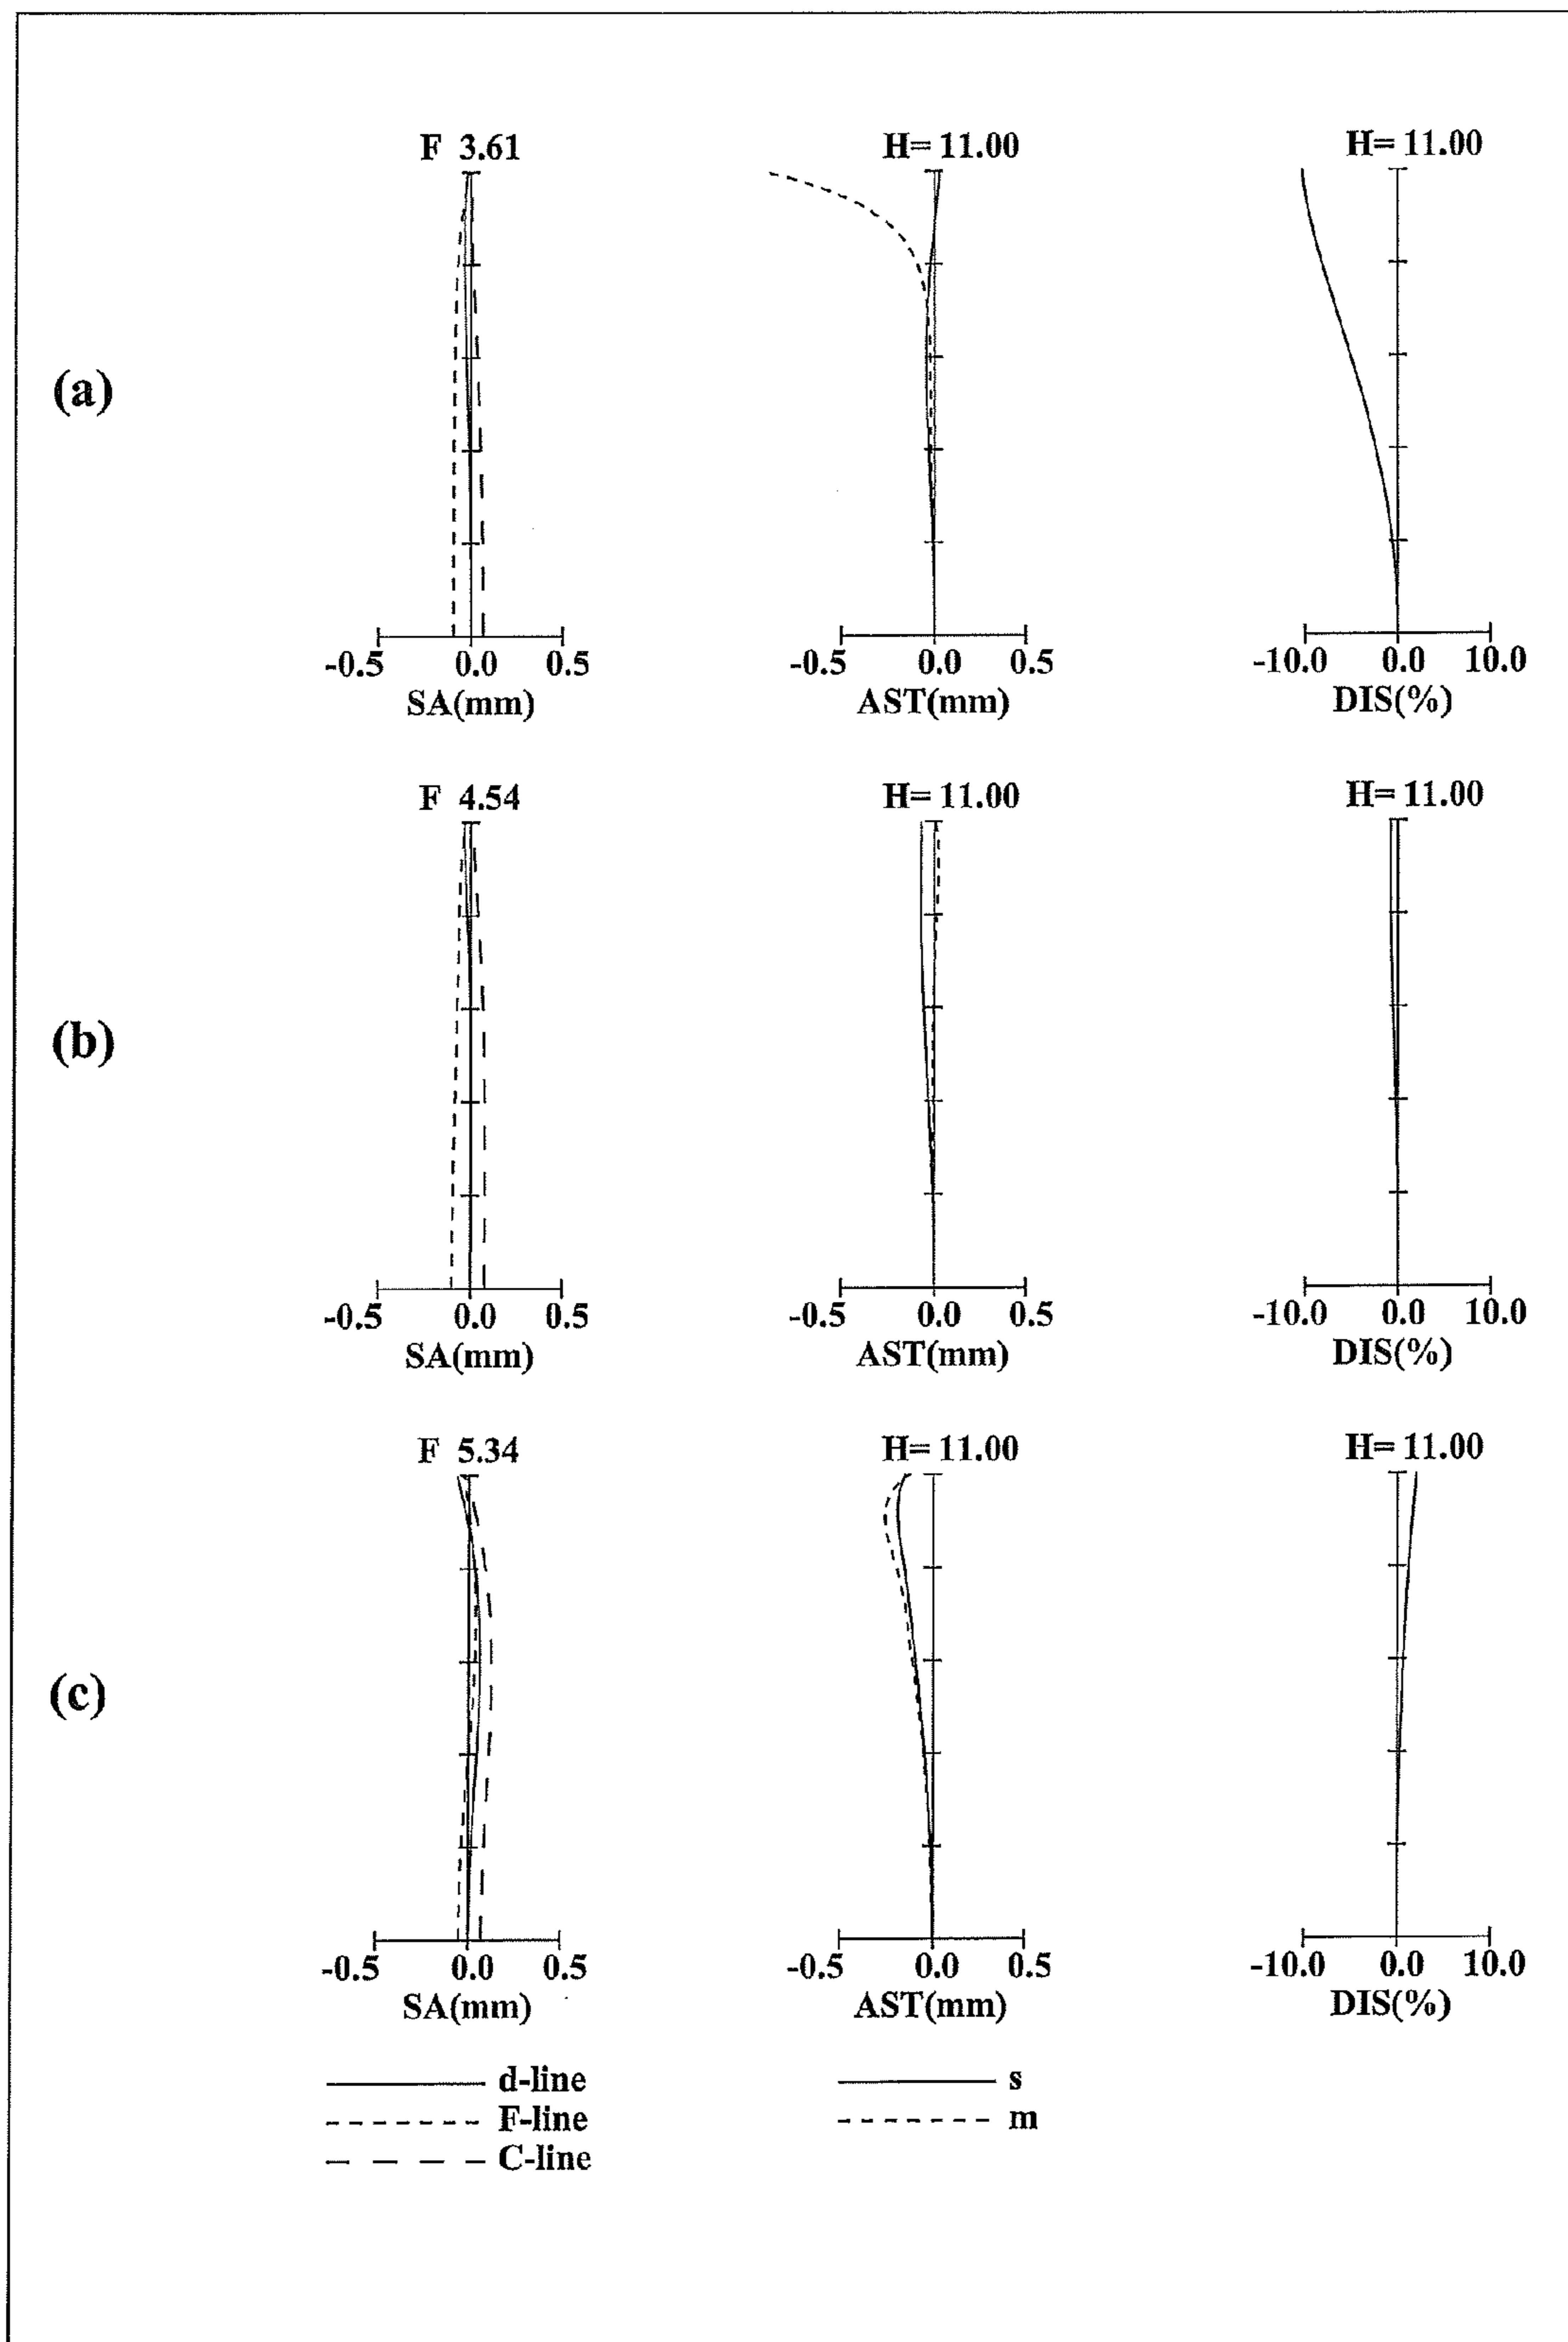 F 3.61 H= 11.00 H= 11.00
(a)
-0.5 0.0 0.5 -0.5 0.0 0.5 -10.0 0.0 10.0
SA(mm) AST(mm) DIS(%)
F 4.54 H= 11.00 H= 11.00
(b)
-0.5 0.0 0.5 -0.5 0.0 0.5 -10.0 0.0 10.0
SA(mm) AST(mm) DIS(%)
F 5.34 H= 11.00 H= 11.00
(c)
-0.5 0.0 0.5 -0.5 0.0 0.5 -10.0 0.0 10.0
SA(mm) AST(mm) DIS(%)
d-line s
F-line m
C-line